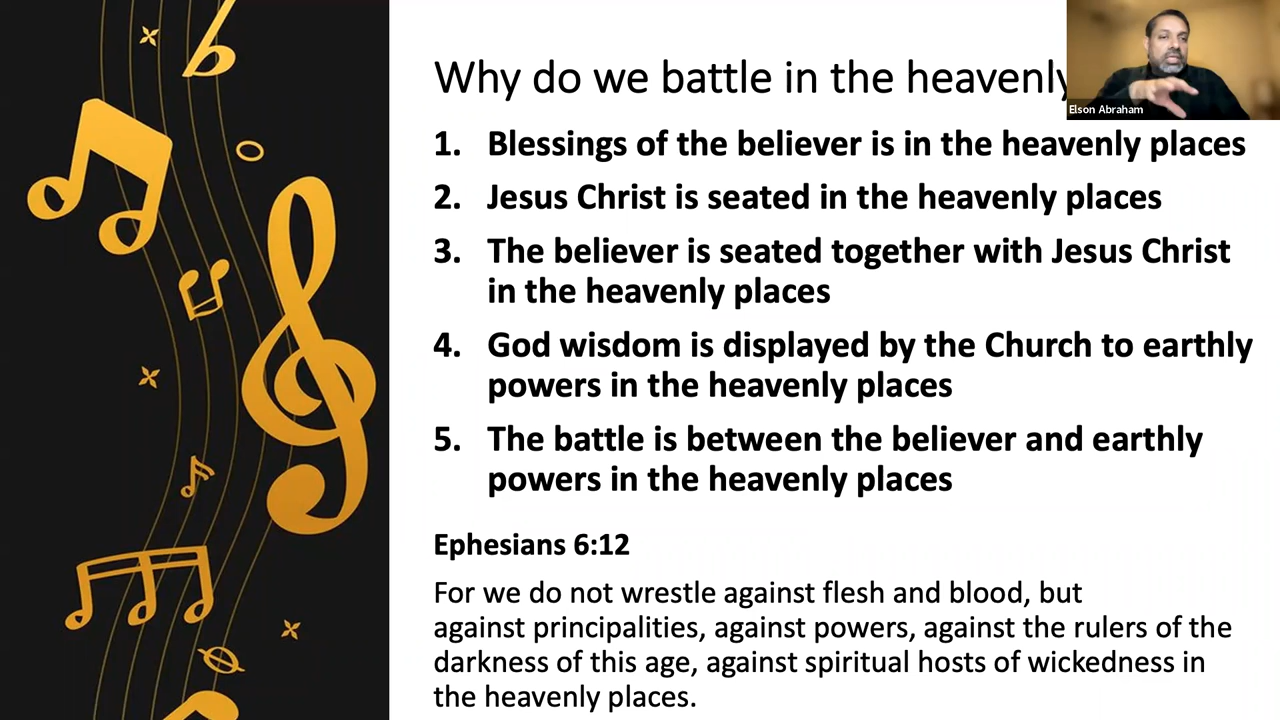 Why do we battle in the heavenly
Elson Abraham
1. Blessings of the believer is in the heavenly places
2. Jesus Christ is seated in the heavenly places
3. The believer is seated together with Jesus Christ
in the heavenly places
4. God wisdom is displayed by the Church to earthly
powers in the heavenly places
5. The battle is between the believer and earthly
powers in the heavenly places
Ephesians 6:12
For we do not wrestle against flesh and blood, but
against principalities, against powers, against the rulers of the
darkness of this age, against spiritual hosts of wickedness in
the heavenly places.